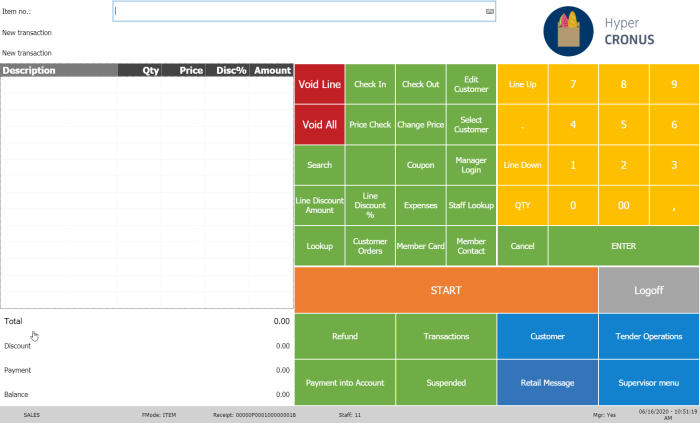 Item no.:
Hyper
CRONUS
New transaction
New transaction
Description Qty Price Disc% Amount
Void Line Check In Check Out Edit Customer Line Up 7 8 9
Void All Price Check Change Price Select Customer . 4 5 6
Search Coupon Manager Login Line Down 1 2 3
Line Discount Amount Line Discount % Expenses Staff Lookup QTY 0 00 ,
Lookup Customer Orders Member Card Member Contact Cancel ENTER
START Logoff
Total 0.00
Discount 0.00
Payment 0.00
Balance 0.00
Refund Transactions Customer Tender Operations
Payment into Account Suspended Retail Message Supervisor menu
SALES FMode: ITEM Receipt: 00000P0001000000018 Staff: 11 Mgr: Yes 06/16/2020 - 10:51:19 AM